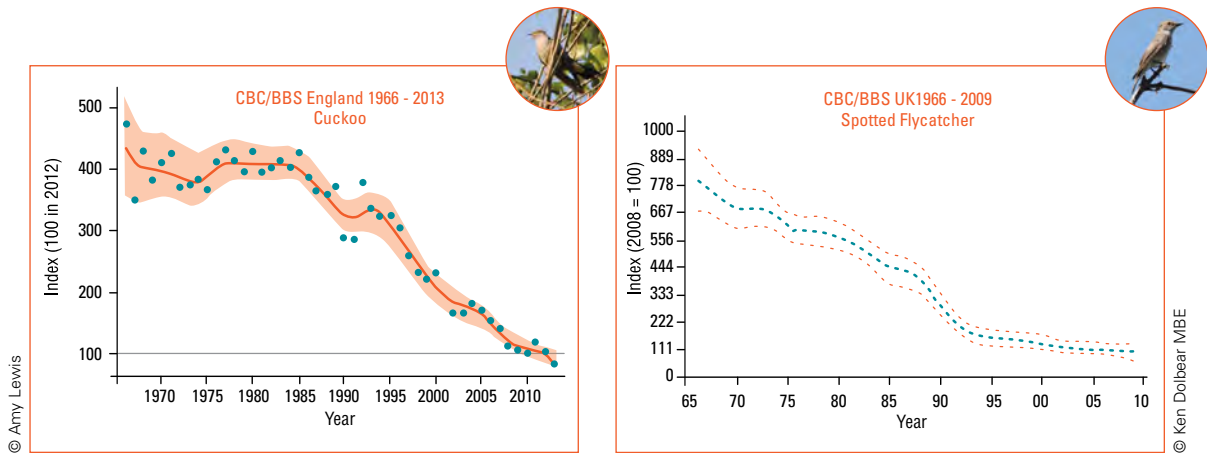 CBC/BBS England 1966 - 2013
Cuckoo
Index (100 in 2012)
500
400
300
200
100
1970 1975 1980 1985 1990 1995 2000 2005 2010
Year
© Amy Lewis
CBC/BBS UK1966 - 2009
Spotted Flycatcher
Index (2008 = 100)
1000
889
778
667
556
444
333
222
111
0
65 70 75 80 85 90 95 00 05 10
Year
© Ken Dolbear MBE